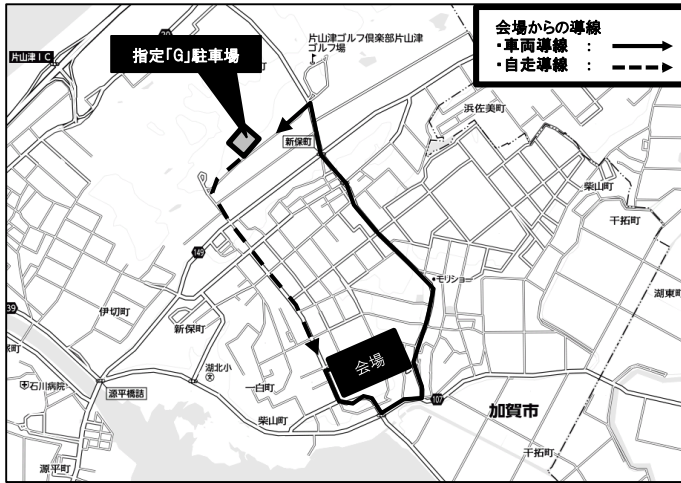 会場からの導線
・車両導線 :
・自走導線 :
片山津IC
指定「G」駐車場
片山津ゴルフ倶楽部片山津
ゴルフ場
町
20
浜佐美町
新保町
柴山町
干拓町
149
モリショー
湖東町
39
伊切町
新保町
会場
湖北小
石川病院
源平橋詰
一白町
107
加賀市
柴山町
干拓町
源平町